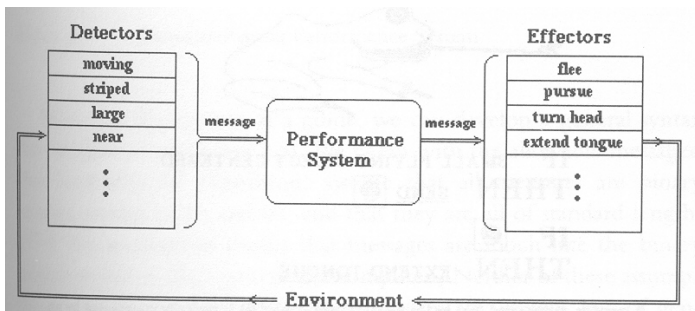 Detectors
moving
striped
large
near
message
Performance
System
message
Effectors
flee
pursue
turn head
extend tongue
Environment